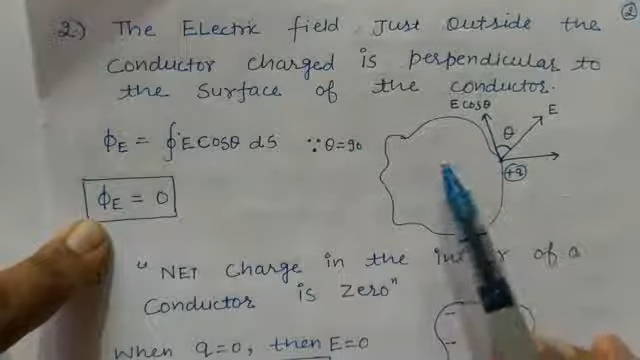 ②
2.) The Electric field Just outside the
Conductor charged is perpendicular to
the surface of the conductor.
E cosθ
E
θ
+q
ϕE = ∮E cosθ ds ∵ θ=90
ϕE = 0
" NET charge in the of a
Conductor is zero"
When q=0, then E=0